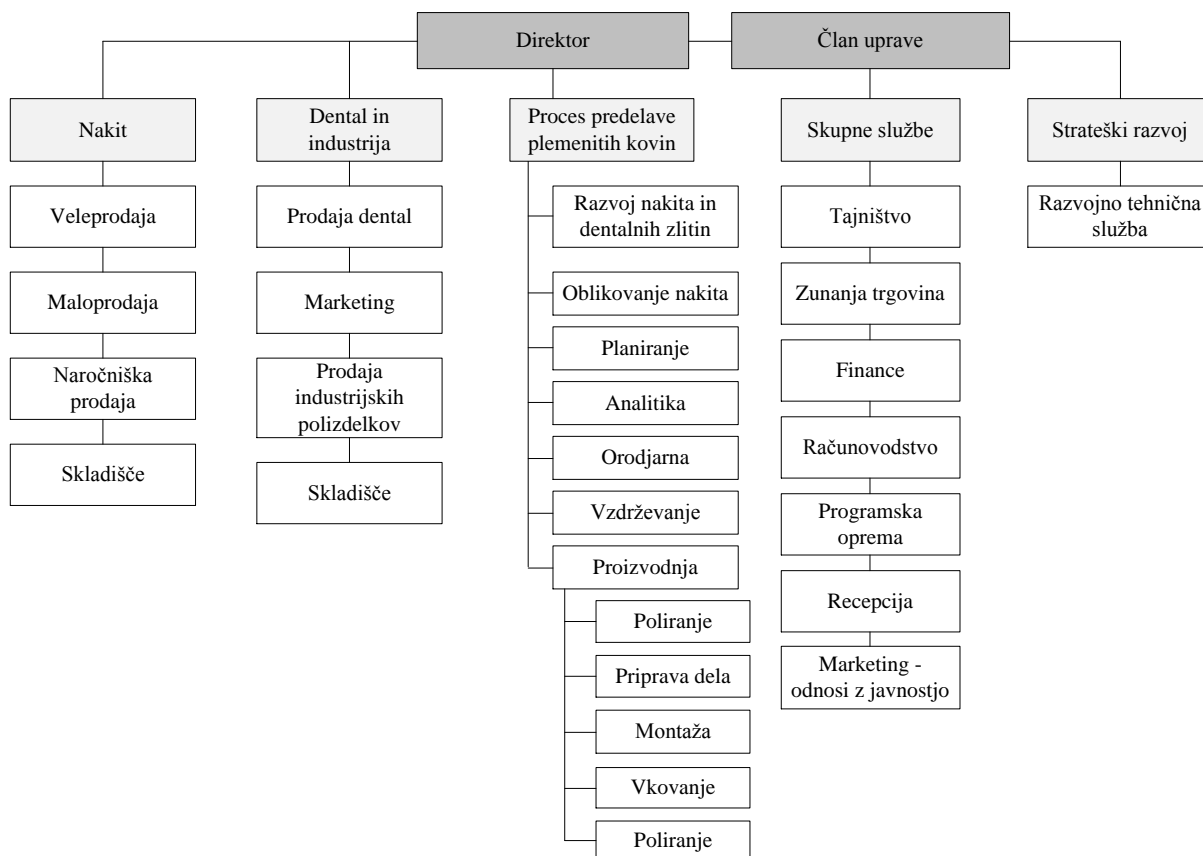 Direktor
Član uprave
Nakit
Dental in
industrija
Proces predelave
plemenitih kovin
Skupne službe
Strateški razvoj
Veleprodaja
Maloprodaja
Naročniška
prodaja
Skladišče
Prodaja dental
Marketing
Prodaja
industrijskih
polizdelkov
Skladišče
Razvoj nakita in
dentalnih zlitin
Oblikovanje nakita
Planiranje
Analitika
Orodjarna
Vzdrževanje
Proizvodnja
Poliranje
Priprava dela
Montaža
Vkovanje
Poliranje
Tajništvo
Zunanja trgovina
Finance
Računovodstvo
Programska
oprema
Recepcija
Marketing -
odnosi z javnostjo
Razvojno tehnična
služba